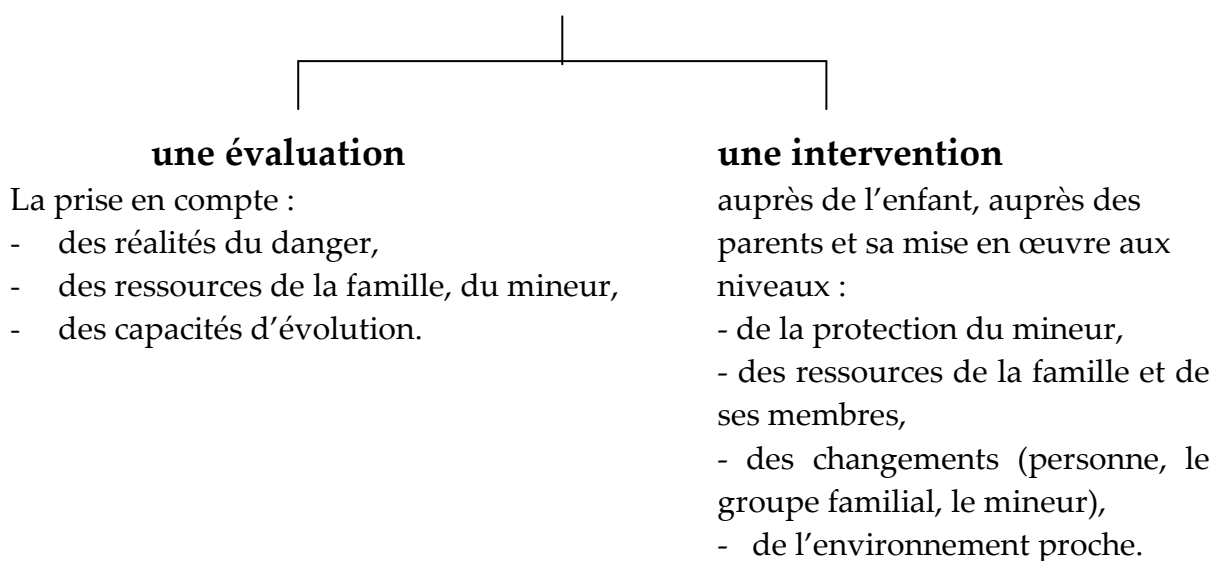 une évaluation
La prise en compte :
- des réalités du danger,
- des ressources de la famille, du mineur,
- des capacités d’évolution.
une intervention
auprès de l’enfant, auprès des
parents et sa mise en œuvre aux
niveaux :
- de la protection du mineur,
- des ressources de la famille et de
ses membres,
- des changements (personne, le
groupe familial, le mineur),
- de l’environnement proche.